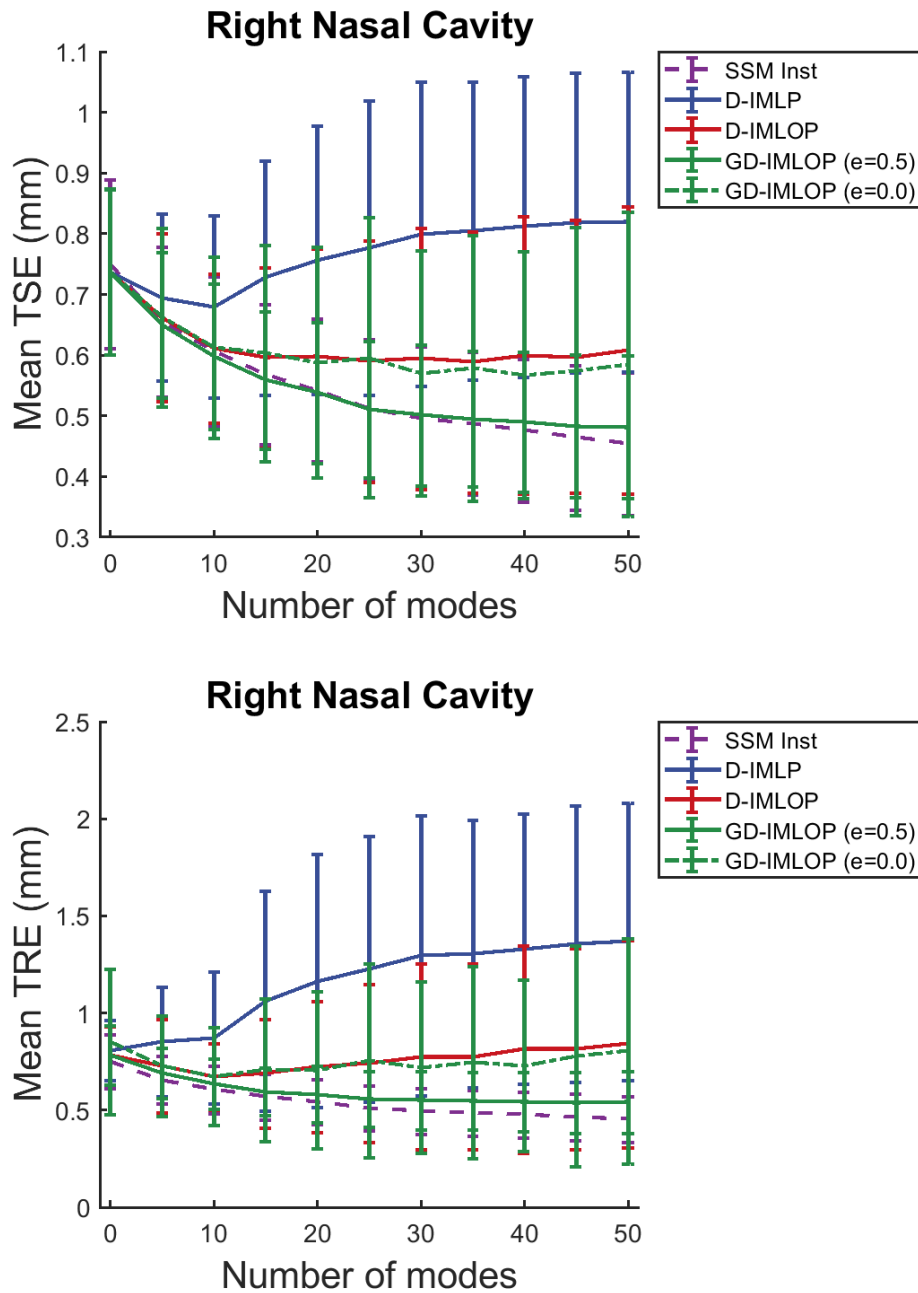 Right Nasal Cavity
1.1
1
0.9
0.8
0.7
0.6
0.5
0.4
0.3
Mean TSE (mm)
0 10 20 30 40 50
Number of modes
SSM Inst
D-IMLP
D-IMLOP
GD-IMLOP (e=0.5)
GD-IMLOP (e=0.0)
Right Nasal Cavity
2.5
2
1.5
1
0.5
0
Mean TRE (mm)
0 10 20 30 40 50
Number of modes
SSM Inst
D-IMLP
D-IMLOP
GD-IMLOP (e=0.5)
GD-IMLOP (e=0.0)